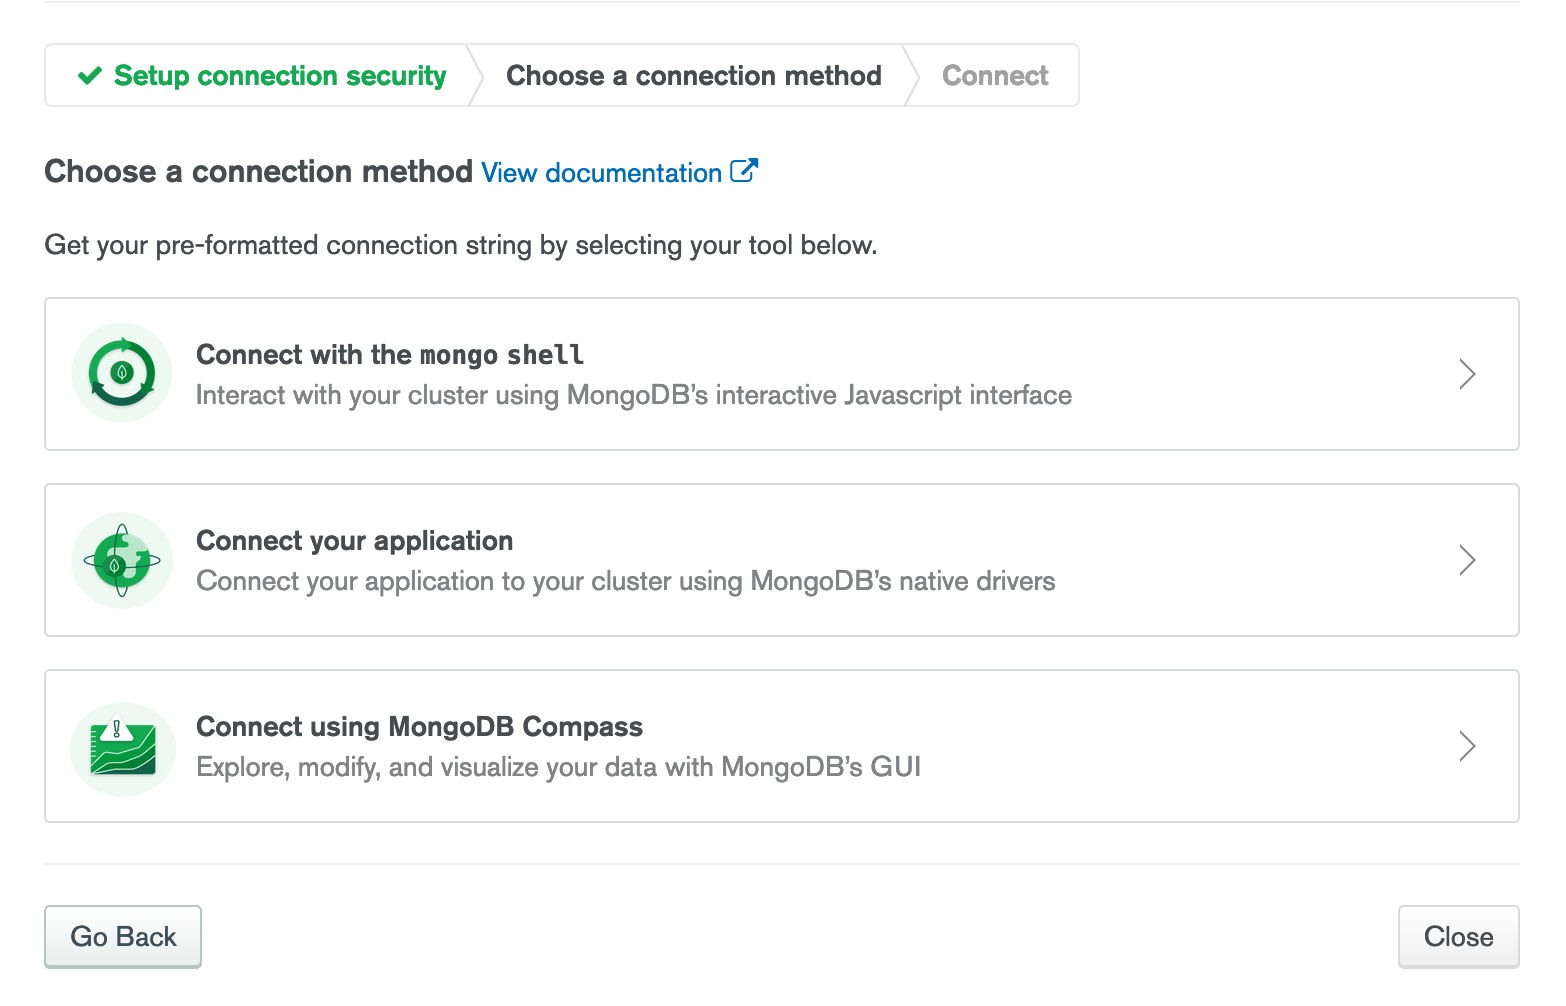 Setup connection security
Choose a connection method
Connect
Choose a connection method View documentation
Get your pre-formatted connection string by selecting your tool below.
Connect with the mongo shell
Interact with your cluster using MongoDB's interactive Javascript interface
Connect your application
Connect your application to your cluster using MongoDB's native drivers
Connect using MongoDB Compass
Explore, modify, and visualize your data with MongoDB's GUI
Go Back
Close